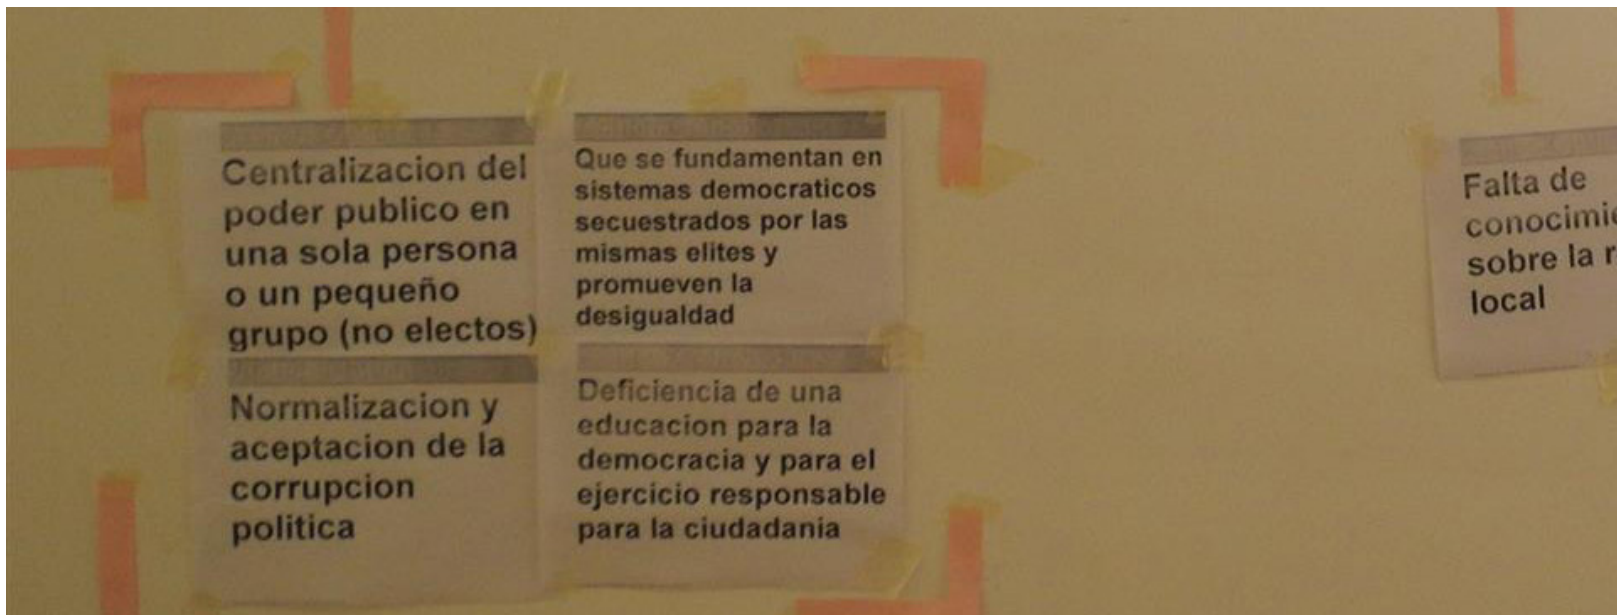 Centralizacion del
poder publico en
una sola persona
o un pequeño
grupo (no electos)
Que se fundamentan en
sistemas democraticos
secuestrados por las
mismas elites y
promueven la
desigualdad
Normalizacion y
aceptacion de la
corrupcion
politica
Deficiencia de una
educacion para la
democracia y para el
ejercicio responsable
para la ciudadania
Falta de
sobre la
local